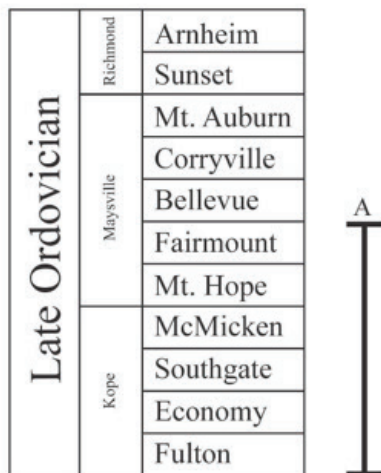 Late Ordovician
Richmond
Arnheim
Sunset
Maysville
Mt. Auburn
Corryville
Bellevue
Fairmount
Mt. Hope
Kope
McMicken
Southgate
Economy
Fulton
A